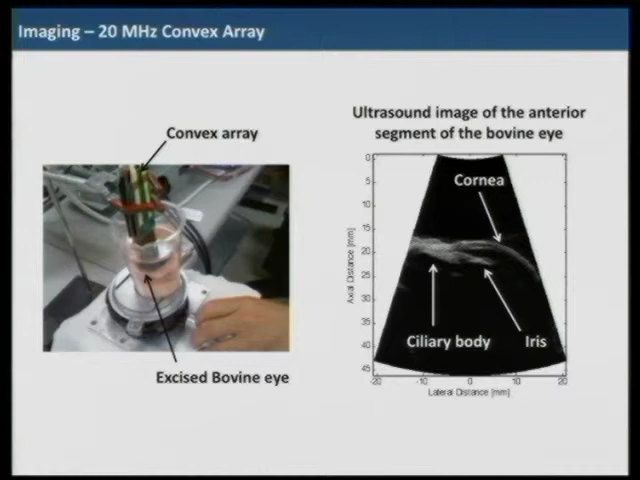 Imaging – 20 MHz Convex Array
Convex array
Excised Bovine eye
Ultrasound image of the anterior
segment of the bovine eye
Cornea
Ciliary body
Iris
0
5
10
15
20
25
30
35
40
45
-20
-10
0
10
20
Axial Distance [mm]
Lateral Distance [mm]